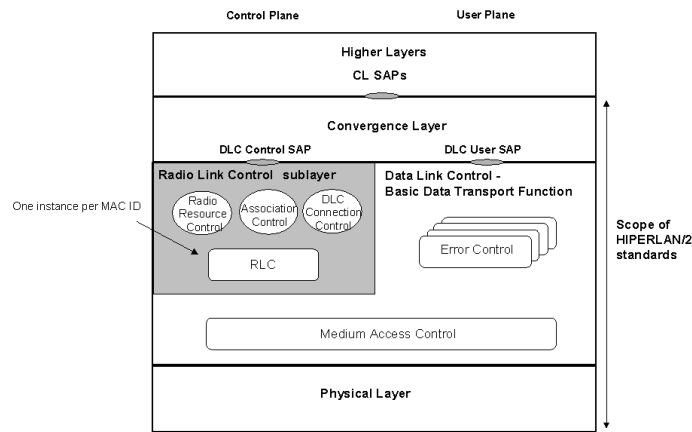 Control Plane
User Plane
Higher Layers
CL SAPs
Convergence Layer
DLC Control SAP
DLC User SAP
Radio Link Control sublayer
Data Link Control -
Basic Data Transport Function
Radio
Resource
Control
Association
Control
DLC
Connection
Control
One instance per MAC ID
Scope of
HIPERLAN/2
standards
Error Control
RLC
Medium Access Control
Physical Layer